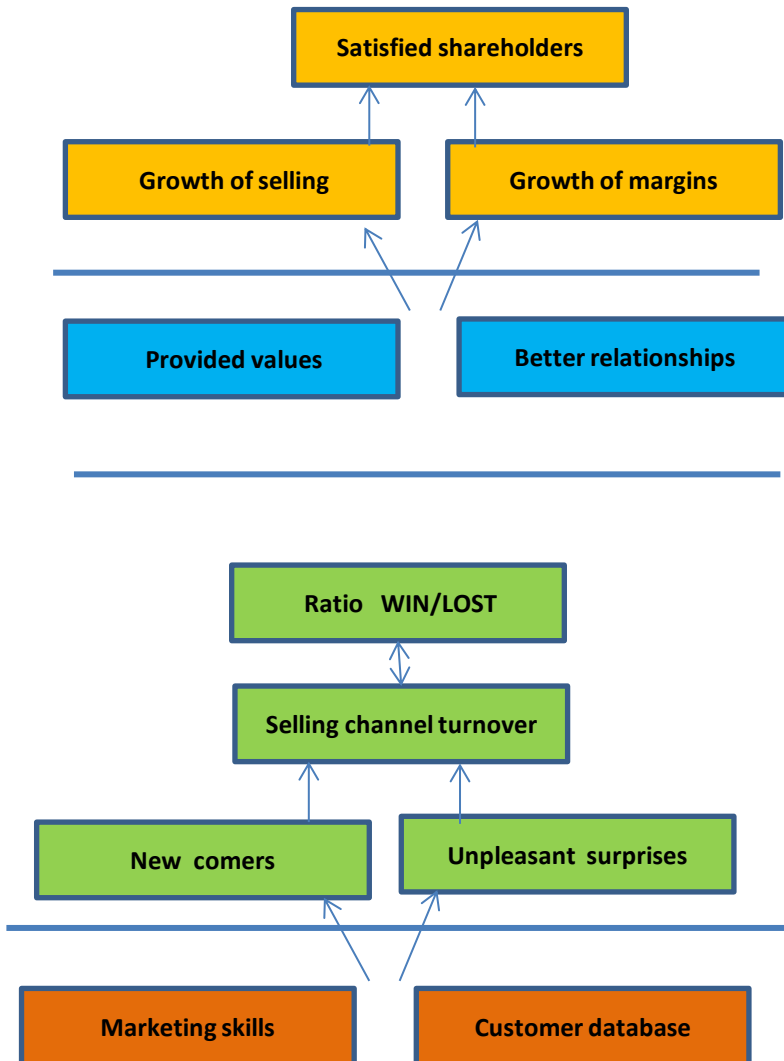 Satisfied shareholders
Growth of selling
Growth of margins
Provided values
Better relationships
Ratio WIN/LOST
Selling channel turnover
New comers
Unpleasant surprises
Marketing skills
Customer database